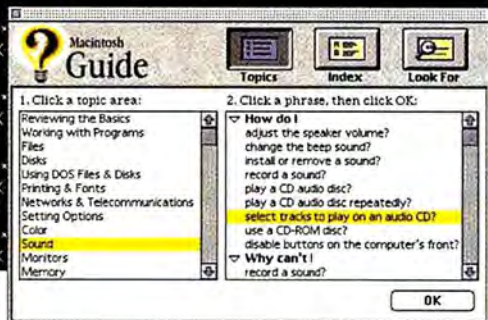 Macintosh
Guide
Topics
Index
Look For
1. Click a topic area:
Reviewing the Basics
Working with Programs
Files
Disks
Using DOS Files & Disks
Printing & Fonts
Networks & Telecommunications
Setting Options
Color
Sound
Monitors
Memory
2. Click a phrase, then click OK:
How do I
adjust the speaker volume?
change the beep sound?
install or remove a sound?
record a sound?
play a CD audio disc?
play a CD audio disc repeatedly?
select tracks to play on an audio CD?
use a CD-ROM disc?
disable buttons on the computer's front?
Why can't I
record a sound?
OK